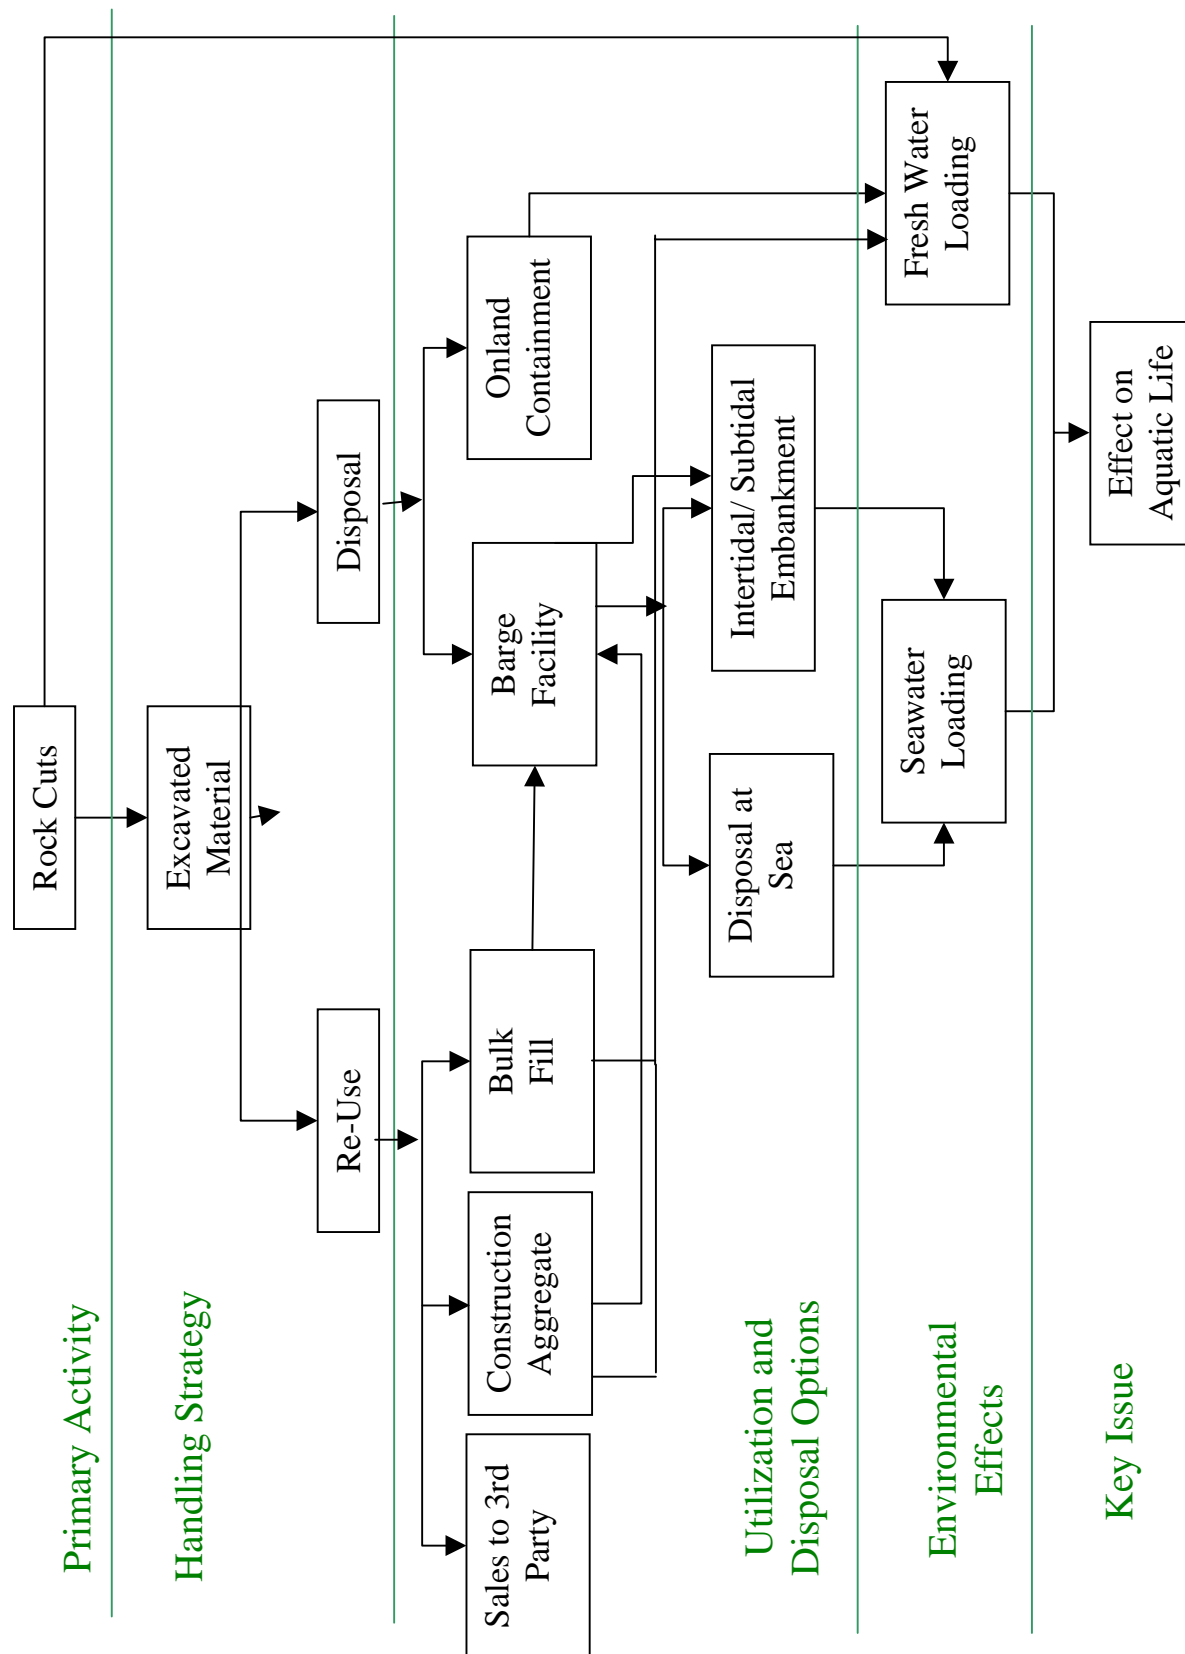 Primary Activity
Rock Cuts
Handling Strategy
Excavated
Material
Re-Use
Disposal
Sales to 3rd
Party
Construction
Aggregate
Bulk
Fill
Barge
Facility
Onland
Containment
Utilization and
Disposal Options
Disposal at
Sea
Intertidal/ Subtidal
Embankment
Environmental
Effects
Seawater
Loading
Fresh Water
Loading
Key Issue
Effect on
Aquatic Life